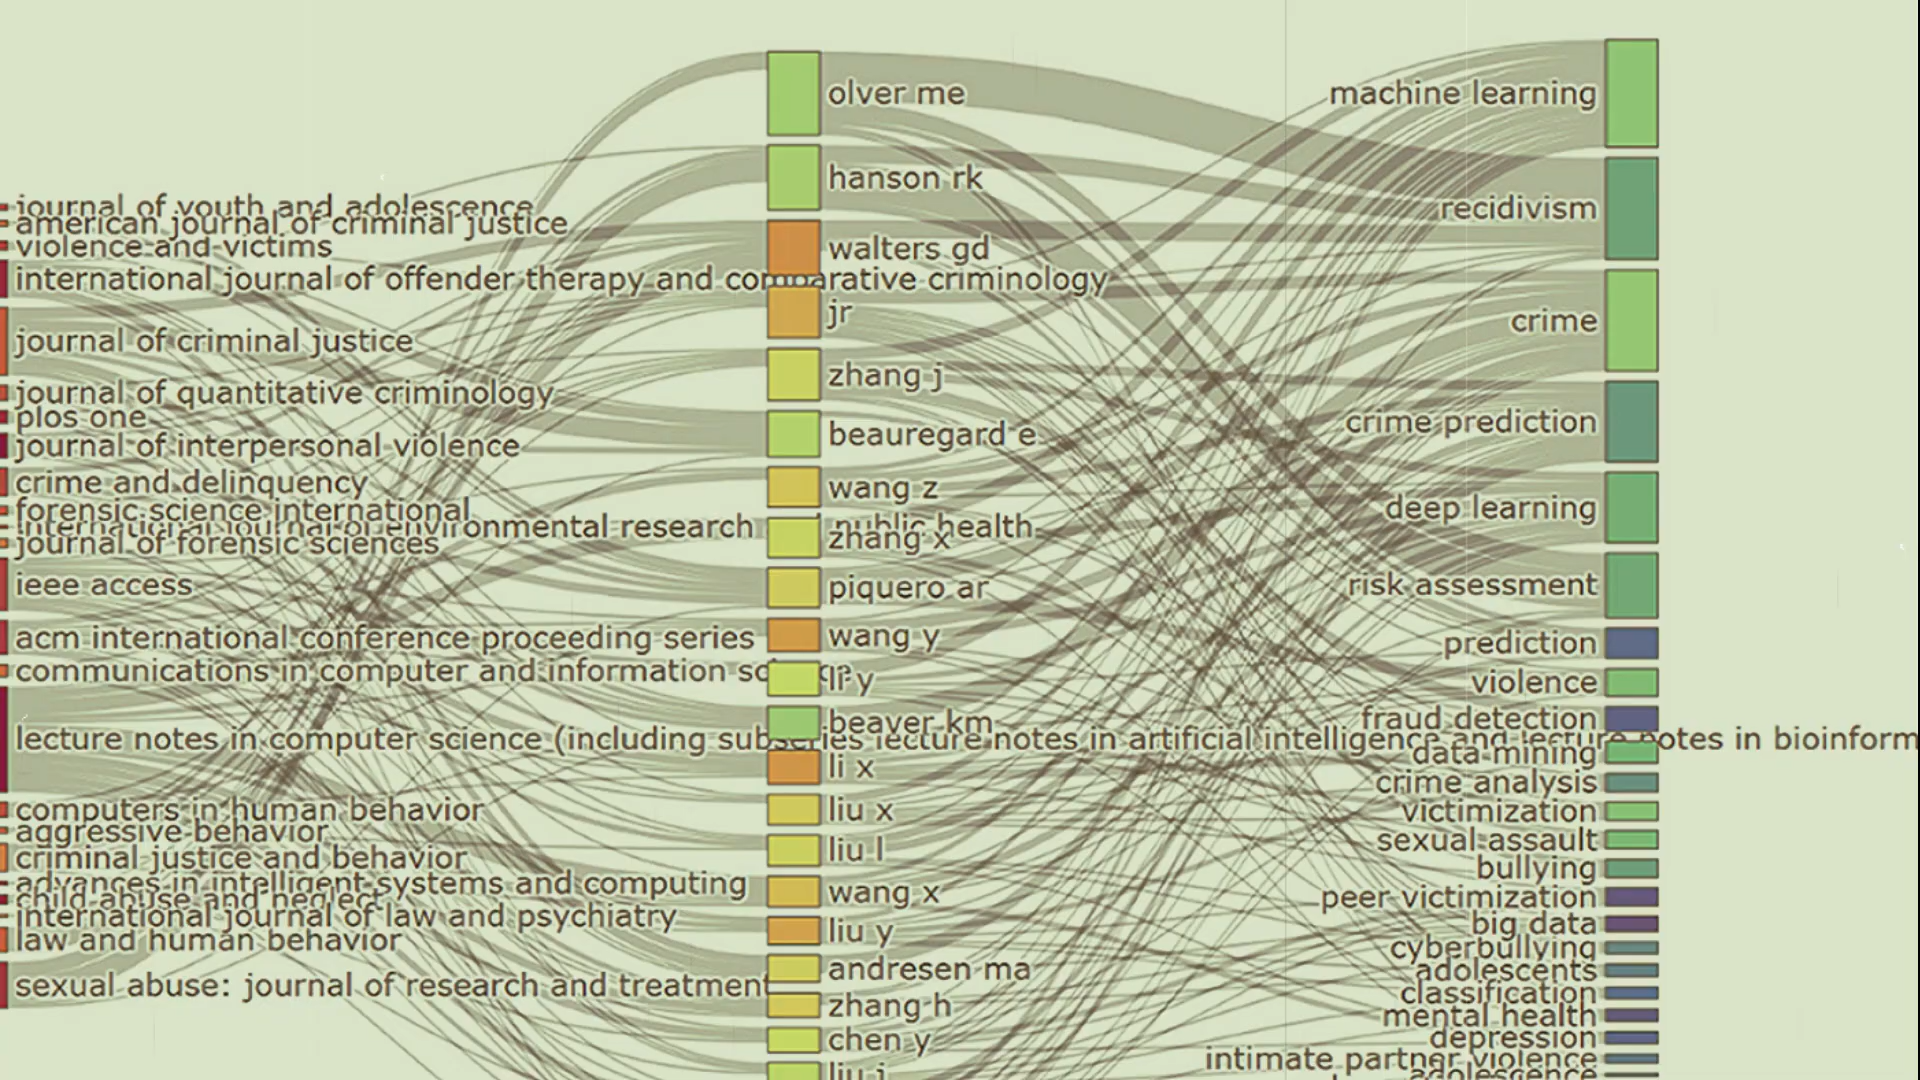 journal of youth and adolescence
american journal of criminal justice
violence and victims
international journal of offender therapy and comparative criminology
journal of criminal justice
journal of quantitative criminology
plos one
journal of interpersonal violence
crime and delinquency
forensic science international
international journal of environmental research and public health
journal of forensic sciences
ieee access
acm international conference proceeding series
communications in computer and information science
lecture notes in computer science (including subseries lecture notes in artificial intelligence and lecture notes in bioinform
computers in human behavior
aggressive behavior
criminal justice and behavior
advances in intelligent systems and computing
child abuse and neglect
international journal of law and psychiatry
law and human behavior
sexual abuse: journal of research and treatment
olver me
hanson rk
walters gd
jr
zhang j
beauregard e
wang z
zhang x
piquero ar
wang y
li y
beaver km
li x
liu x
liu l
wang x
liu y
andresen ma
zhang h
chen y
liu j
machine learning
recidivism
crime
crime prediction
deep learning
risk assessment
prediction
violence
fraud detection
data mining
crime analysis
victimization
sexual assault
bullying
peer victimization
big data
cyberbullying
adolescents
classification
mental health
depression
intimate partner violence
adolescence